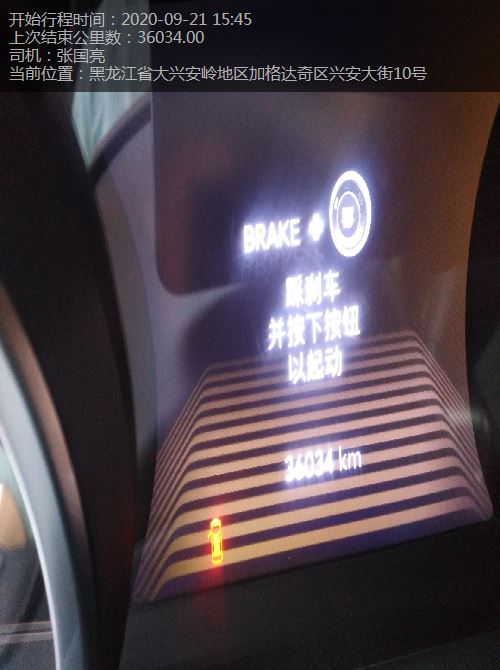 开始行程时间：2020-09-21 15:45
上次结束公里数：36034.00
司机：张国亮
当前位置：黑龙江省大兴安岭地区加格达奇区兴安大街10号
BRAKE +
踩刹车
并按下按钮
以起动
36034 km